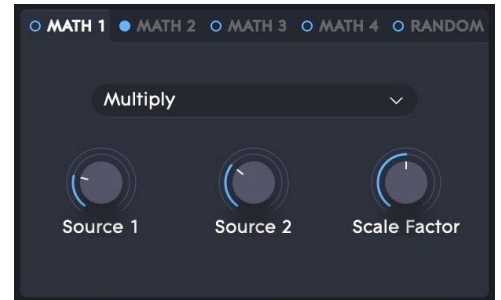 MATH 1 MATH 2 MATH 3 MATH 4 RANDOM
Multiply
Source 1 Source 2 Scale Factor